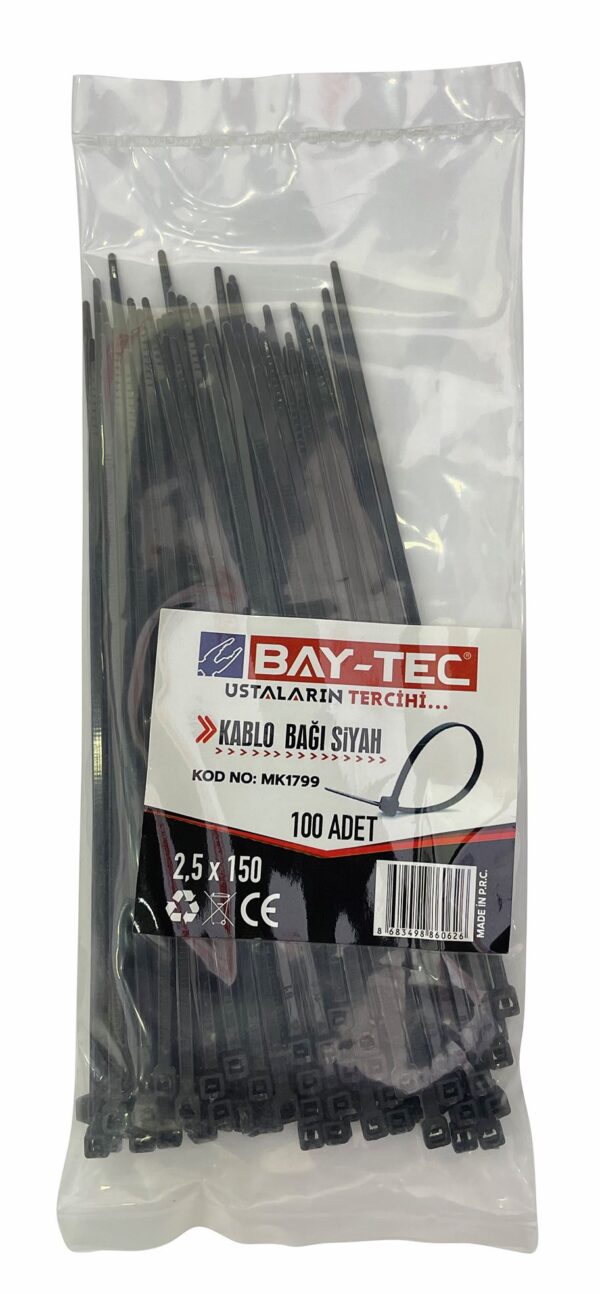 BAY-TEC®
USTALARIN TERCİHİ...
KABLO BAĞI SİYAH
KOD NO: MK1799
100 ADET
2,5 x 150
CE
8 683498 860626
MADE İN P.R.C.